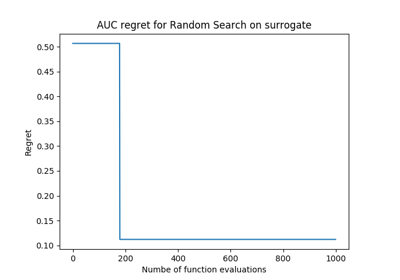 AUC regret for Random Search on surrogate
0.50
0.45
0.40
0.35
0.30
0.25
0.20
0.15
0.10
Regret
0 200 400 600 800 1000
Numbe of function evaluations